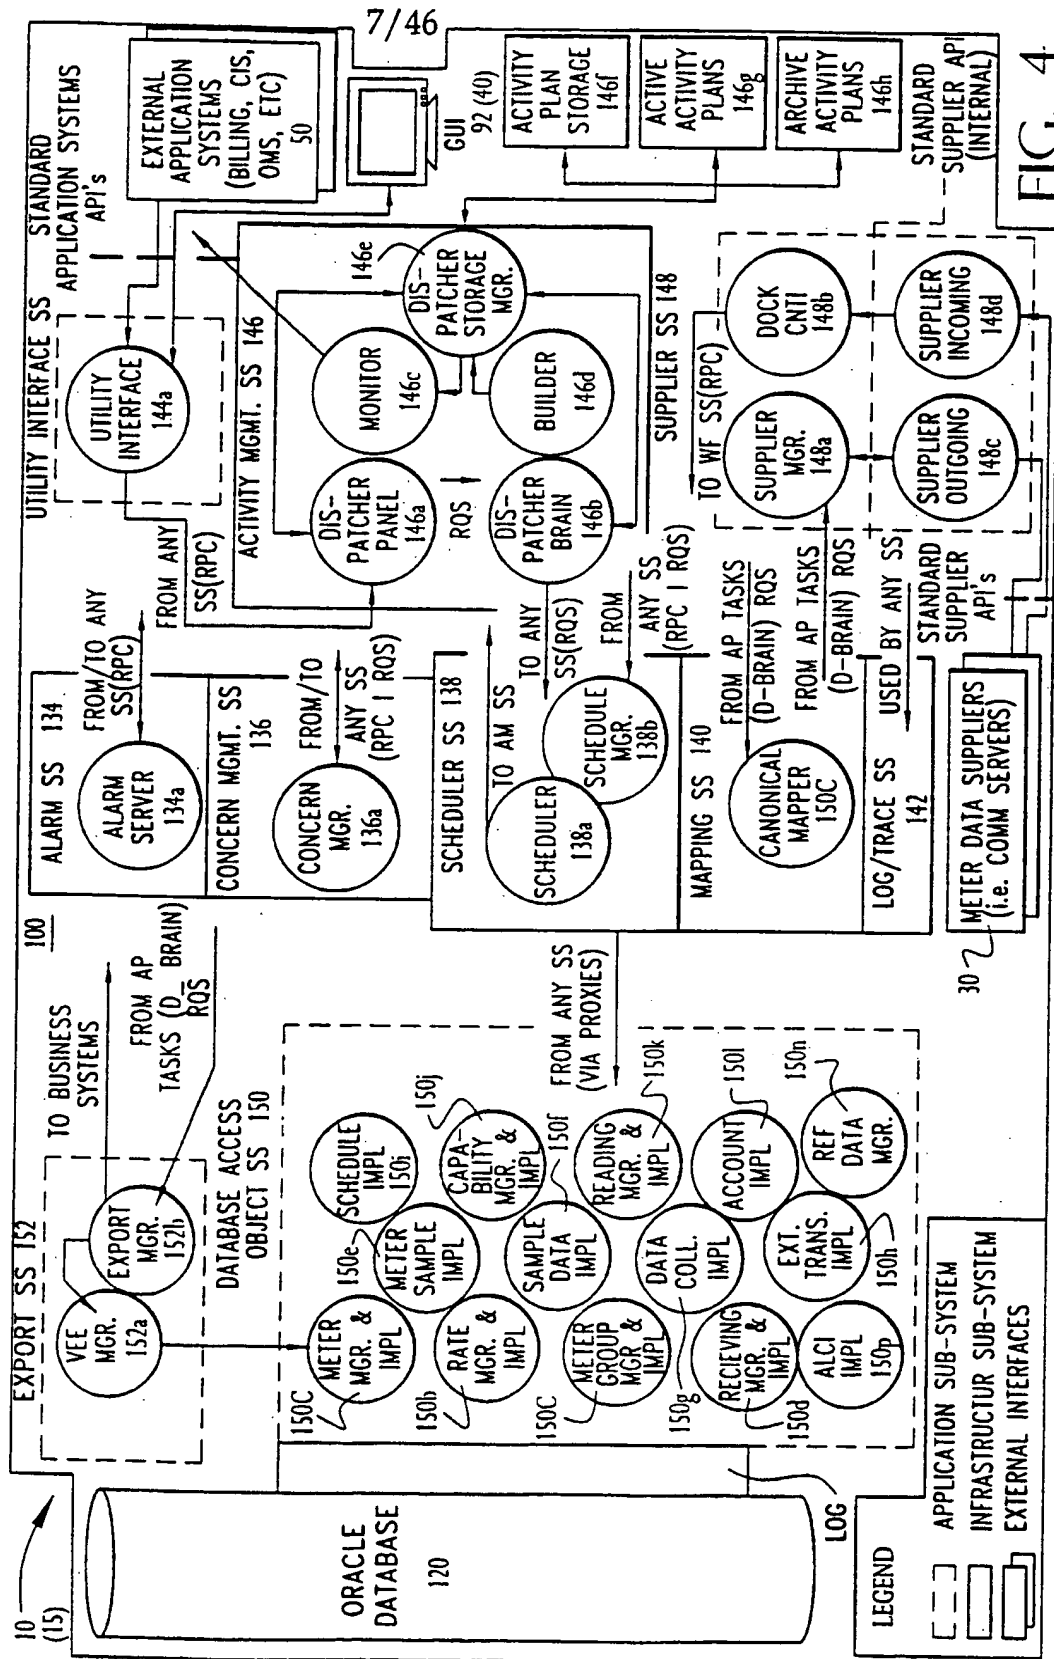 7/46
10
(15)
EXPORT SS 152
VEE
MGR.
152a
EXPORT
MGR.
152h
TO BUSINESS
SYSTEMS
100
FROM AP
TASKS (D_ BRAIN)
RQS
DATABASE ACCESS
OBJECT SS 150
ORACLE
DATABASE
120
LOG
150C
METER
MGR. &
IMPL
150b
RATE
MGR. &
IMPL
150C
METER
GROUP
MGR &
IMPL
150g
RECIEVING
MGR. &
IMPL
150d
ALCI
IMPL
150p
150e
METER
SAMPLE
IMPL
SAMPLE
DATA
IMPL
150f
DATA
COLL.
IMPL
EXT.
TRANS.
IMPL
150h
SCHEDULE
IMPL
150i
150j
CAPA-
BILITY
MGR. &
IMPL
READING
MGR. &
IMPL
150k
ACCOUNT
IMPL
150l
REF
DATA
MGR.
150n
FROM ANY SS
(VIA PROXIES)
LEGEND
APPLICATION SUB-SYSTEM
INFRASTRUCTUR SUB-SYSTEM
EXTERNAL INTERFACES
ALARM SS 134
ALARM
SERVER
134a
FROM/TO ANY
SS(RPC)
CONCERN MGMT. SS
136
CONCERN
MGR.
136a
FROM/TO
ANY SS
(RPC I RQS)
SCHEDULER SS 138
SCHEDULER
138a
SCHEDULE
MGR.
138b
TO AM SS
TO ANY
SS(RQS)
FROM
ANY SS
(RPC I RQS)
MAPPING SS 140
CANONICAL
MAPPER
150C
FROM AP TASKS
(D-BRAIN) RQS
FROM AP TASKS
(D-BRAIN) RQS
LOG/TRACE SS
142
USED BY ANY SS
30
METER DATA SUPPLIERS
(i.e. COMM SERVERS)
STANDARD
SUPPLIER
API's
UTILITY INTERFACE SS
UTILITY
INTERFACE
144a
FROM ANY
SS(RPC)
STANDARD
APPLICATION SYSTEMS
API's
EXTERNAL
APPLICATION
SYSTEMS
(BILLING, CIS,
OMS, ETC)
50
GUI
92 (40)
ACTIVITY MGMT. SS 146
DIS-
PATCHER
PANEL
146a
RQS
DIS-
PATCHER
BRAIN
146b
MONITOR
146c
BUILDER
146d
146e
DIS-
PATCHER
STORAGE
MGR.
ACTIVITY
PLAN
STORAGE
146f
ACTIVE
ACTIVITY
PLANS
146g
ARCHIVE
ACTIVITY
PLANS
146h
SUPPLIER SS 148
TO WF SS(RPC)
SUPPLIER
MGR.
148a
DOCK
CNTI
148b
SUPPLIER
OUTGOING
148c
SUPPLIER
INCOMING
148d
STANDARD
SUPPLIER API
(INTERNAL)
FIG. 4